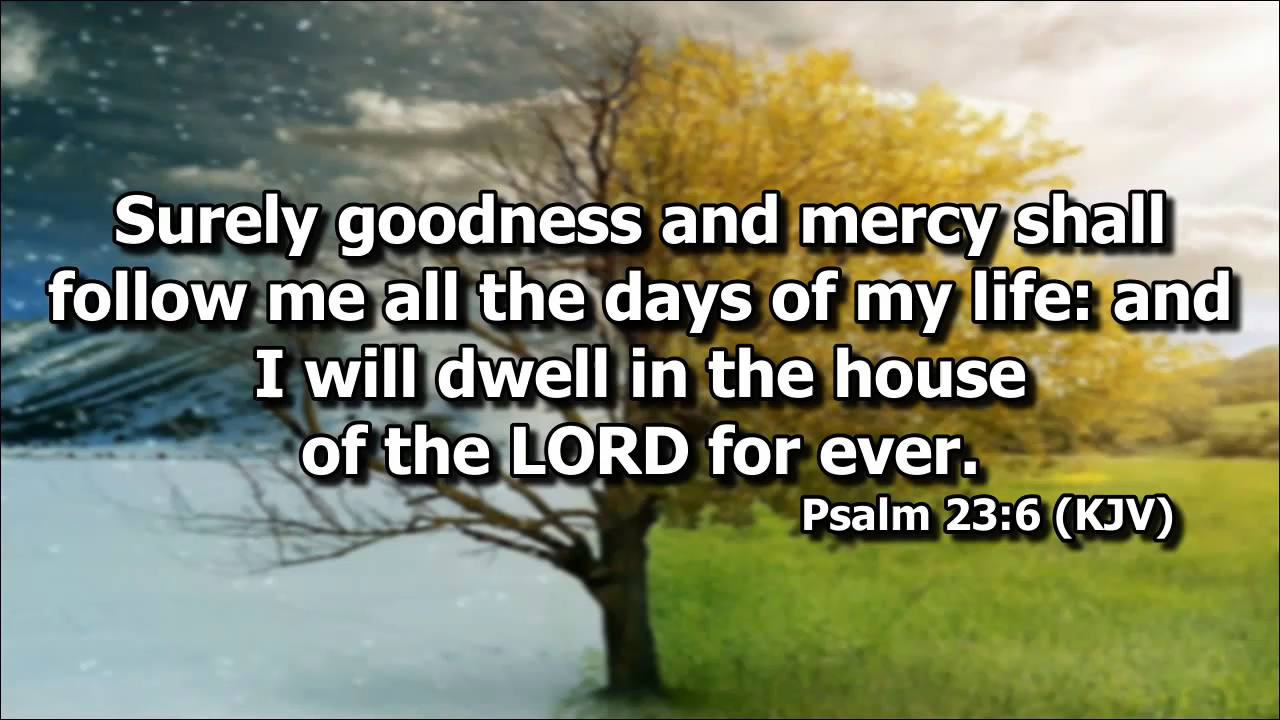 Surely goodness and mercy shall
follow me all the days of my life: and
I will dwell in the house
of the LORD for ever.
Psalm 23:6 (KJV)